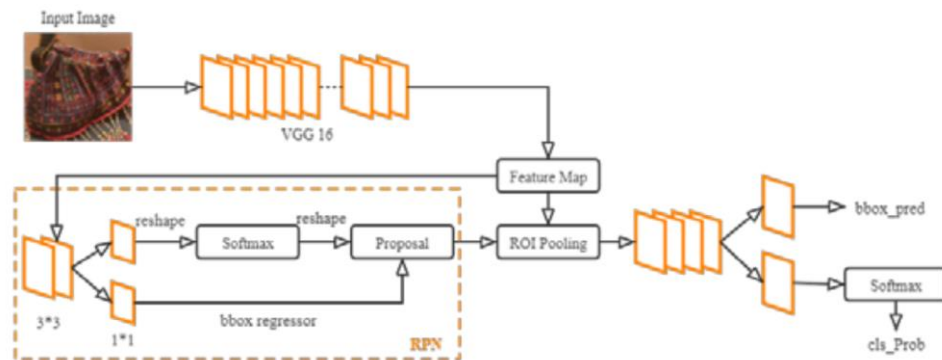 Input Image
VGG 16
Feature Map
reshape
reshape
Softmax
Proposal
ROI Pooling
bbox_pred
Softmax
bbox regressor
3*3
1*1
RPN
cls_Prob